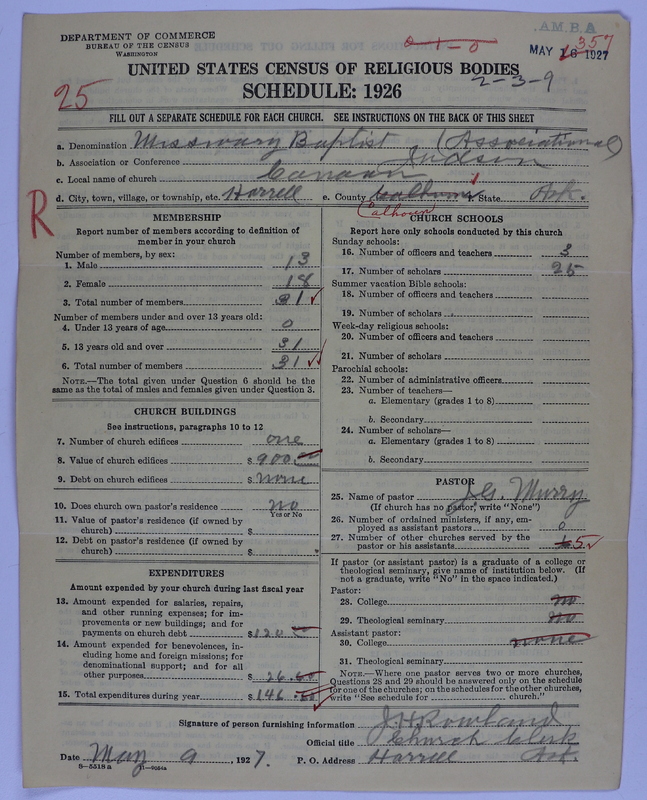 DEPARTMENT OF COMMERCE
BUREAU OF THE CENSUS
WASHINGTON
0-1-0
A.B.M.A.
357
MAY 16 1927
2-3-9
UNITED STATES CENSUS OF RELIGIOUS BODIES
SCHEDULE: 1926
25
FILL OUT A SEPARATE SCHEDULE FOR EACH CHURCH. SEE INSTRUCTIONS ON THE BACK OF THIS SHEET
a. Denomination Missionary Baptist (Associational)
b. Association or Conference Judson
c. Local name of church Canaan
d. City, town, village, or township, etc. Harrell e. County Calhoun f. State Ark.
Calhoun
R
MEMBERSHIP
Report number of members according to definition of member in your church
Number of members, by sex:
1. Male 13
2. Female 18
3. Total number of members 31 ✓
Number of members under and over 13 years old:
4. Under 13 years of age 0
5. 13 years old and over 31
6. Total number of members 31 ✓
NOTE.—The total given under Question 6 should be the
same as the total of males and females given under Question 3.
CHURCH BUILDINGS
See instructions, paragraphs 10 to 12
7. Number of church edifices one
8. Value of church edifices $ 900.
9. Debt on church edifices $ none
10. Does church own pastor's residence no
Yes or No
11. Value of pastor's residence (if owned by
church) $
12. Debt on pastor's residence (if owned by
church) $
EXPENDITURES
Amount expended by your church during last fiscal year
13. Amount expended for salaries, repairs,
and other running expenses; for im-
provements or new buildings; and for
payments on church debt $ 120
14. Amount expended for benevolences, in-
cluding home and foreign missions; for
denominational support; and for all
other purposes $ 26.
15. Total expenditures during year $ 146.
CHURCH SCHOOLS
Report here only schools conducted by this church
Sunday schools:
16. Number of officers and teachers 3
17. Number of scholars 25
Summer vacation Bible schools:
18. Number of officers and teachers
19. Number of scholars
Week-day religious schools:
20. Number of officers and teachers
21. Number of scholars
Parochial schools:
22. Number of administrative officers
23. Number of teachers—
a. Elementary (grades 1 to 8)
b. Secondary
24. Number of scholars—
a. Elementary (grades 1 to 8)
b. Secondary
PASTOR
25. Name of pastor J.G. Murry
(If church has no pastor, write "None")
26. Number of ordained ministers, if any, em-
ployed as assistant pastors 0
27. Number of other churches served by the
pastor or his assistants 5 ✓
If pastor (or assistant pastor) is a graduate of a college or
theological seminary, give name of institution below. (If
not a graduate, write "No" in the space indicated.)
Pastor:
28. College no
29. Theological seminary no
Assistant pastor:
30. College none
31. Theological seminary
NOTE.—Where one pastor serves two or more churches,
Questions 28 and 29 should be answered only on the schedule
for one of the churches; on the schedules for the other churches,
write "See schedule for church."
Signature of person furnishing information J.H. Rowland
Official title Church Clerk
Date May 9, 1927. P. O. Address Harrell Ark.
8—5518 a